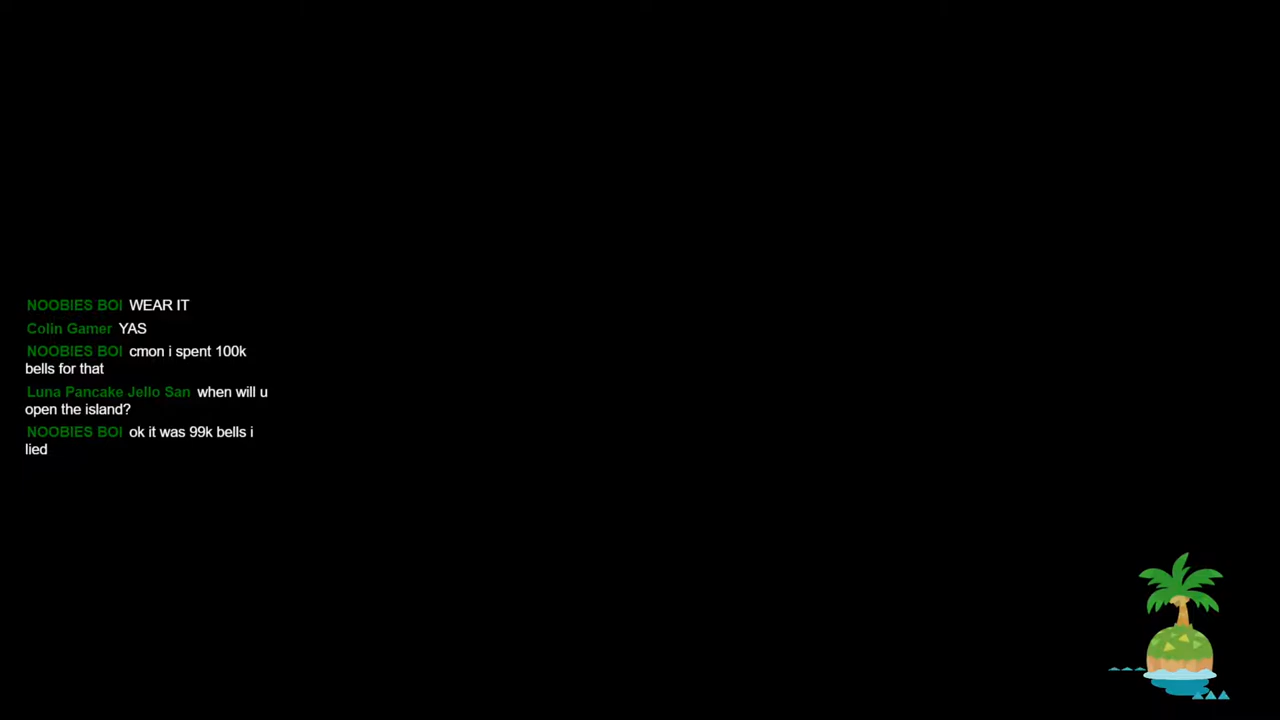 NOOBIES BOI WEAR IT
Colin Gamer YAS
NOOBIES BOI cmon i spent 100k
bells for that
Luna Pancake Jello San when will u
open the island?
NOOBIES BOI ok it was 99k bells i
lied